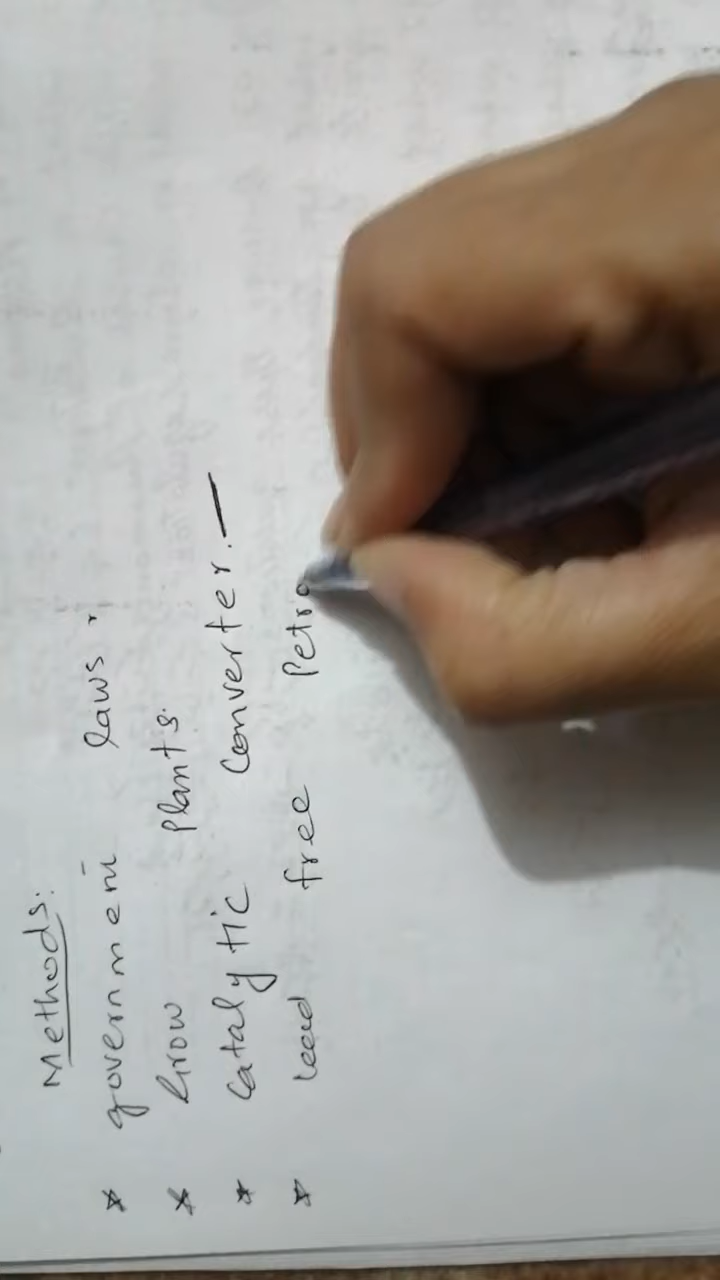 Methods:
* government laws.
* Grow plants.
* Catalytic Converter. —
* lead free Petro